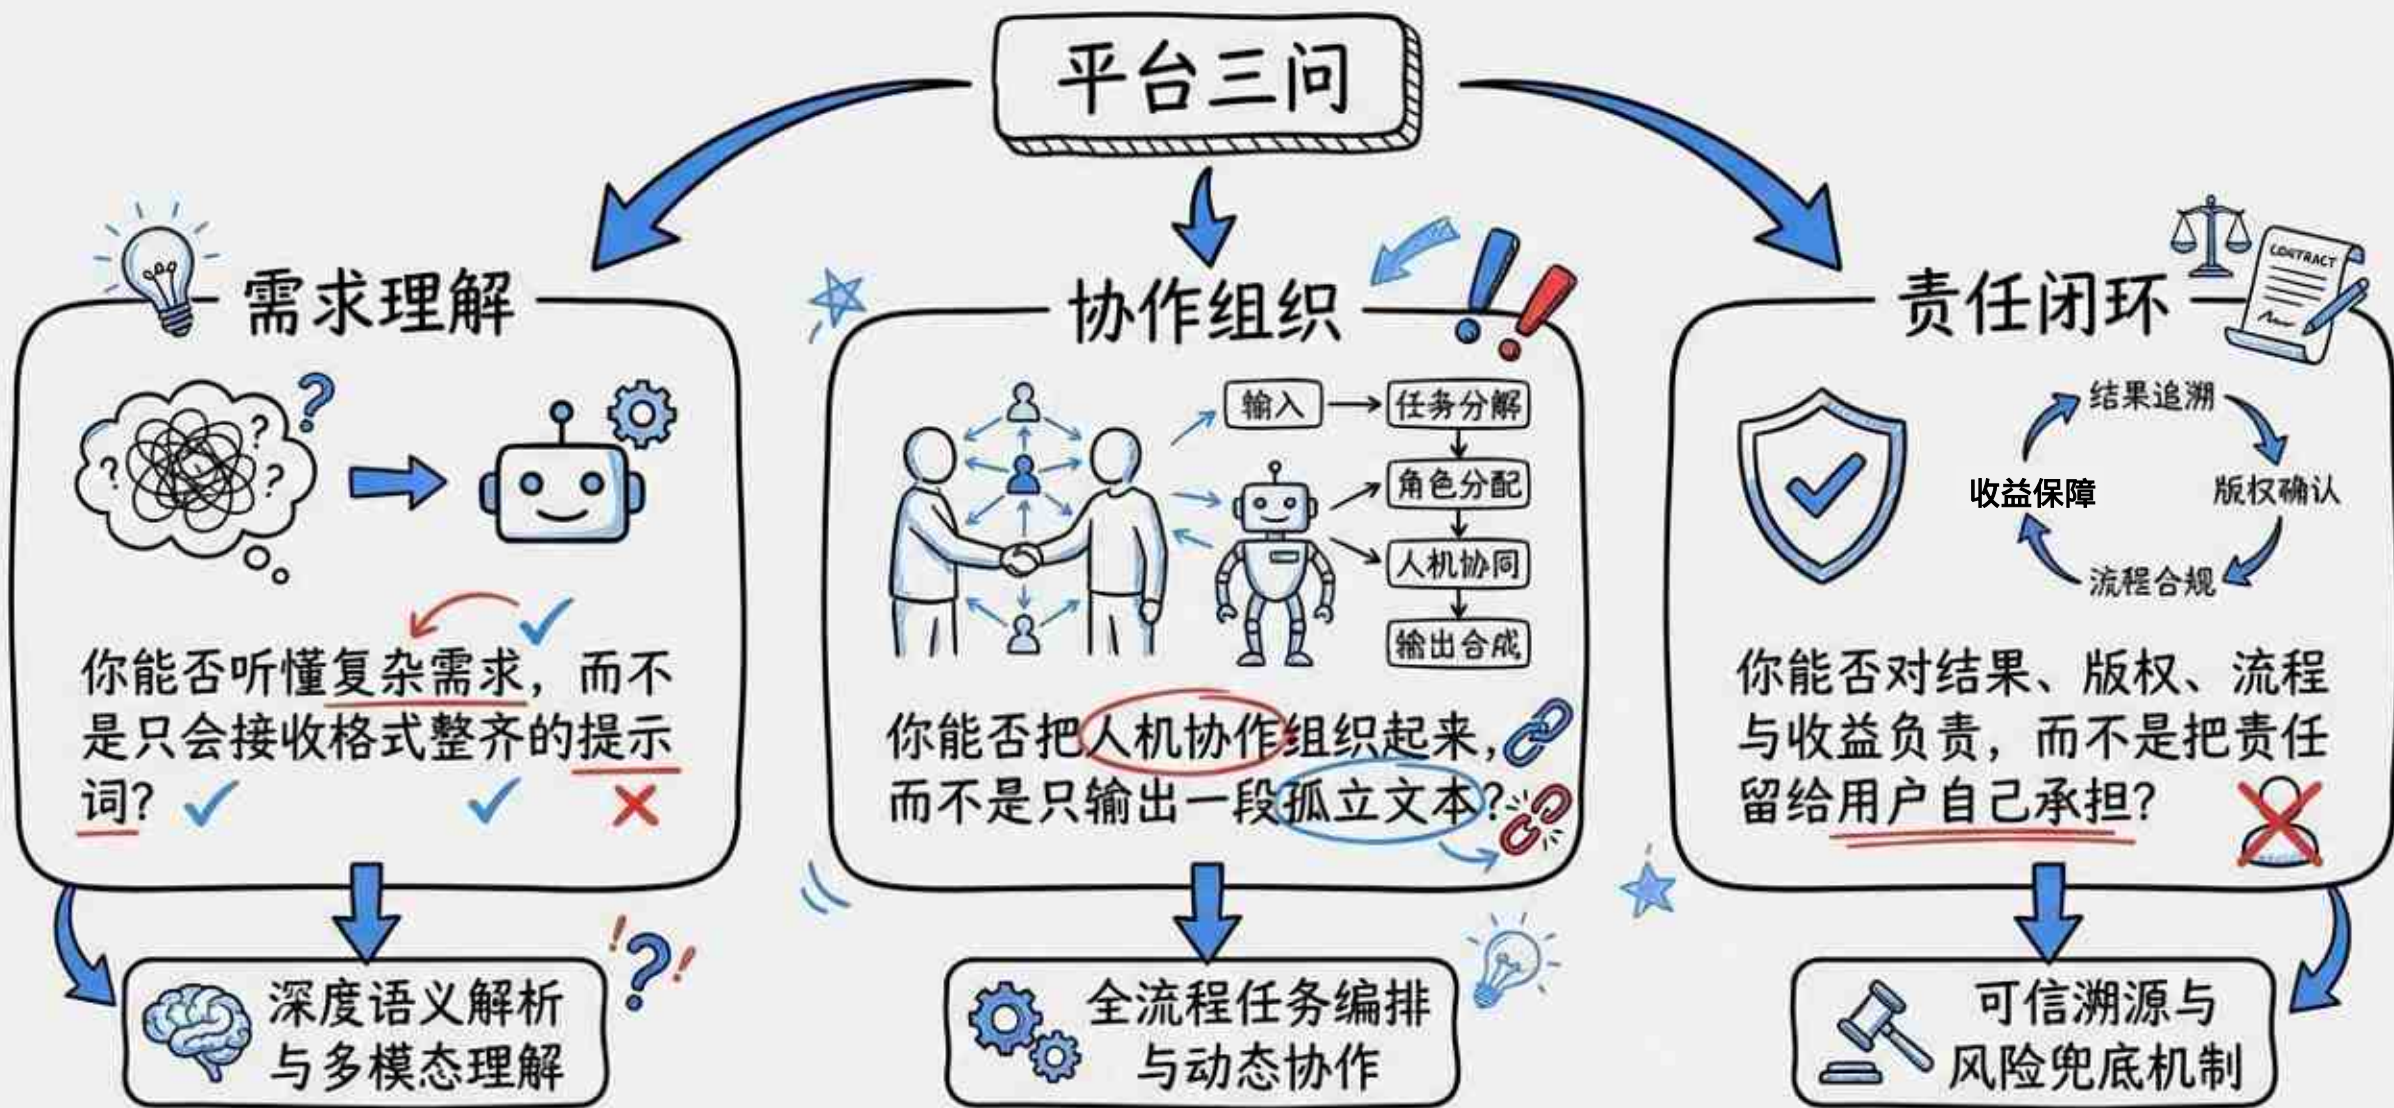 平台三问
需求理解
你能否听懂复杂需求，而不
是只会接收格式整齐的提示
词？
深度语义解析
与多模态理解
协作组织
输入
任务分解
角色分配
人机协同
输出合成
你能否把人机协作组织起来，
而不是只输出一段孤立文本？
全流程任务编排
与动态协作
责任闭环
CONTRACT
结果追溯
收益保障
版权确认
流程合规
你能否对结果、版权、流程
与收益负责，而不是把责任
留给用户自己承担？
可信溯源与
风险兜底机制